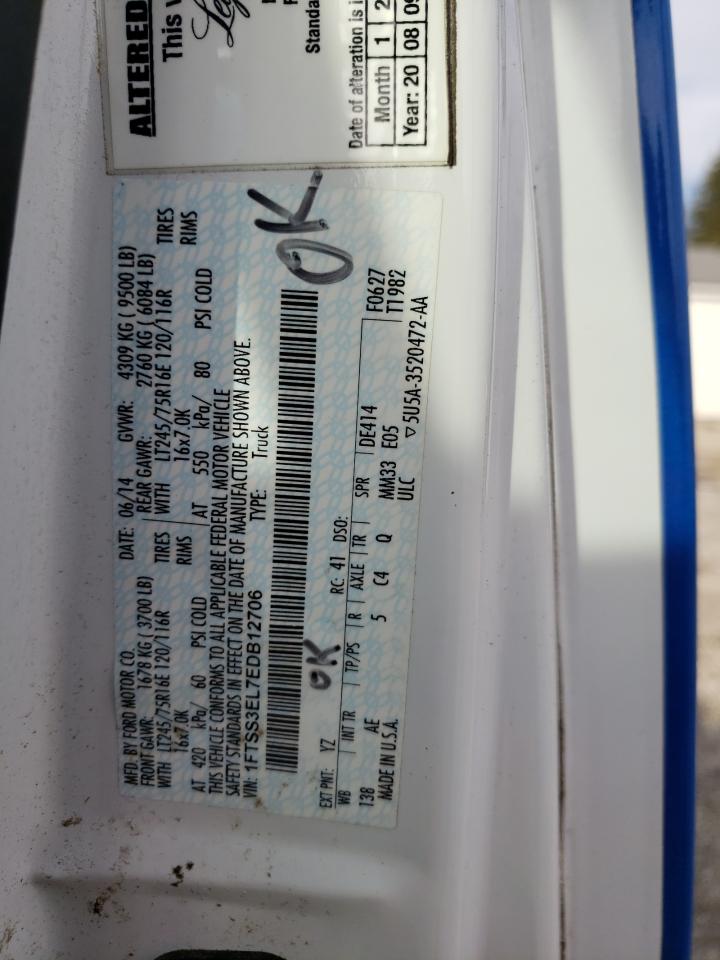 MFD. BY FORD MOTOR CO.
DATE: 06/14 GVWR: 4309 KG ( 9500 LB)
FRONT GAWR: 1678 KG ( 3700 LB)
REAR GAWR: 2760 KG ( 6084 LB)
WITH LT245/75R16E 120/116R TIRES
WITH LT245/75R16E 120/116R TIRES
16x7.0K RIMS
16x7.0K RIMS
AT 420 kPa/ 60 PSI COLD
AT 550 kPa/ 80 PSI COLD
THIS VEHICLE CONFORMS TO ALL APPLICABLE FEDERAL MOTOR VEHICLE
SAFETY STANDARDS IN EFFECT ON THE DATE OF MANUFACTURE SHOWN ABOVE.
VIN: 1FTSS3EL7EDB12706 TYPE: Truck
OK
OK
EXT PNT: YZ RC: 41 DSO: F0627
WB INT TR TP/PS R AXLE TR SPR DE414 T1982
138 AE 5 C4 Q MM33 E05
MADE IN U.S.A. ULC ▽5U5A-3520472-AA
ALTERED
This
Standa
Date of alteration is
Month 1 2
Year: 20 08 09